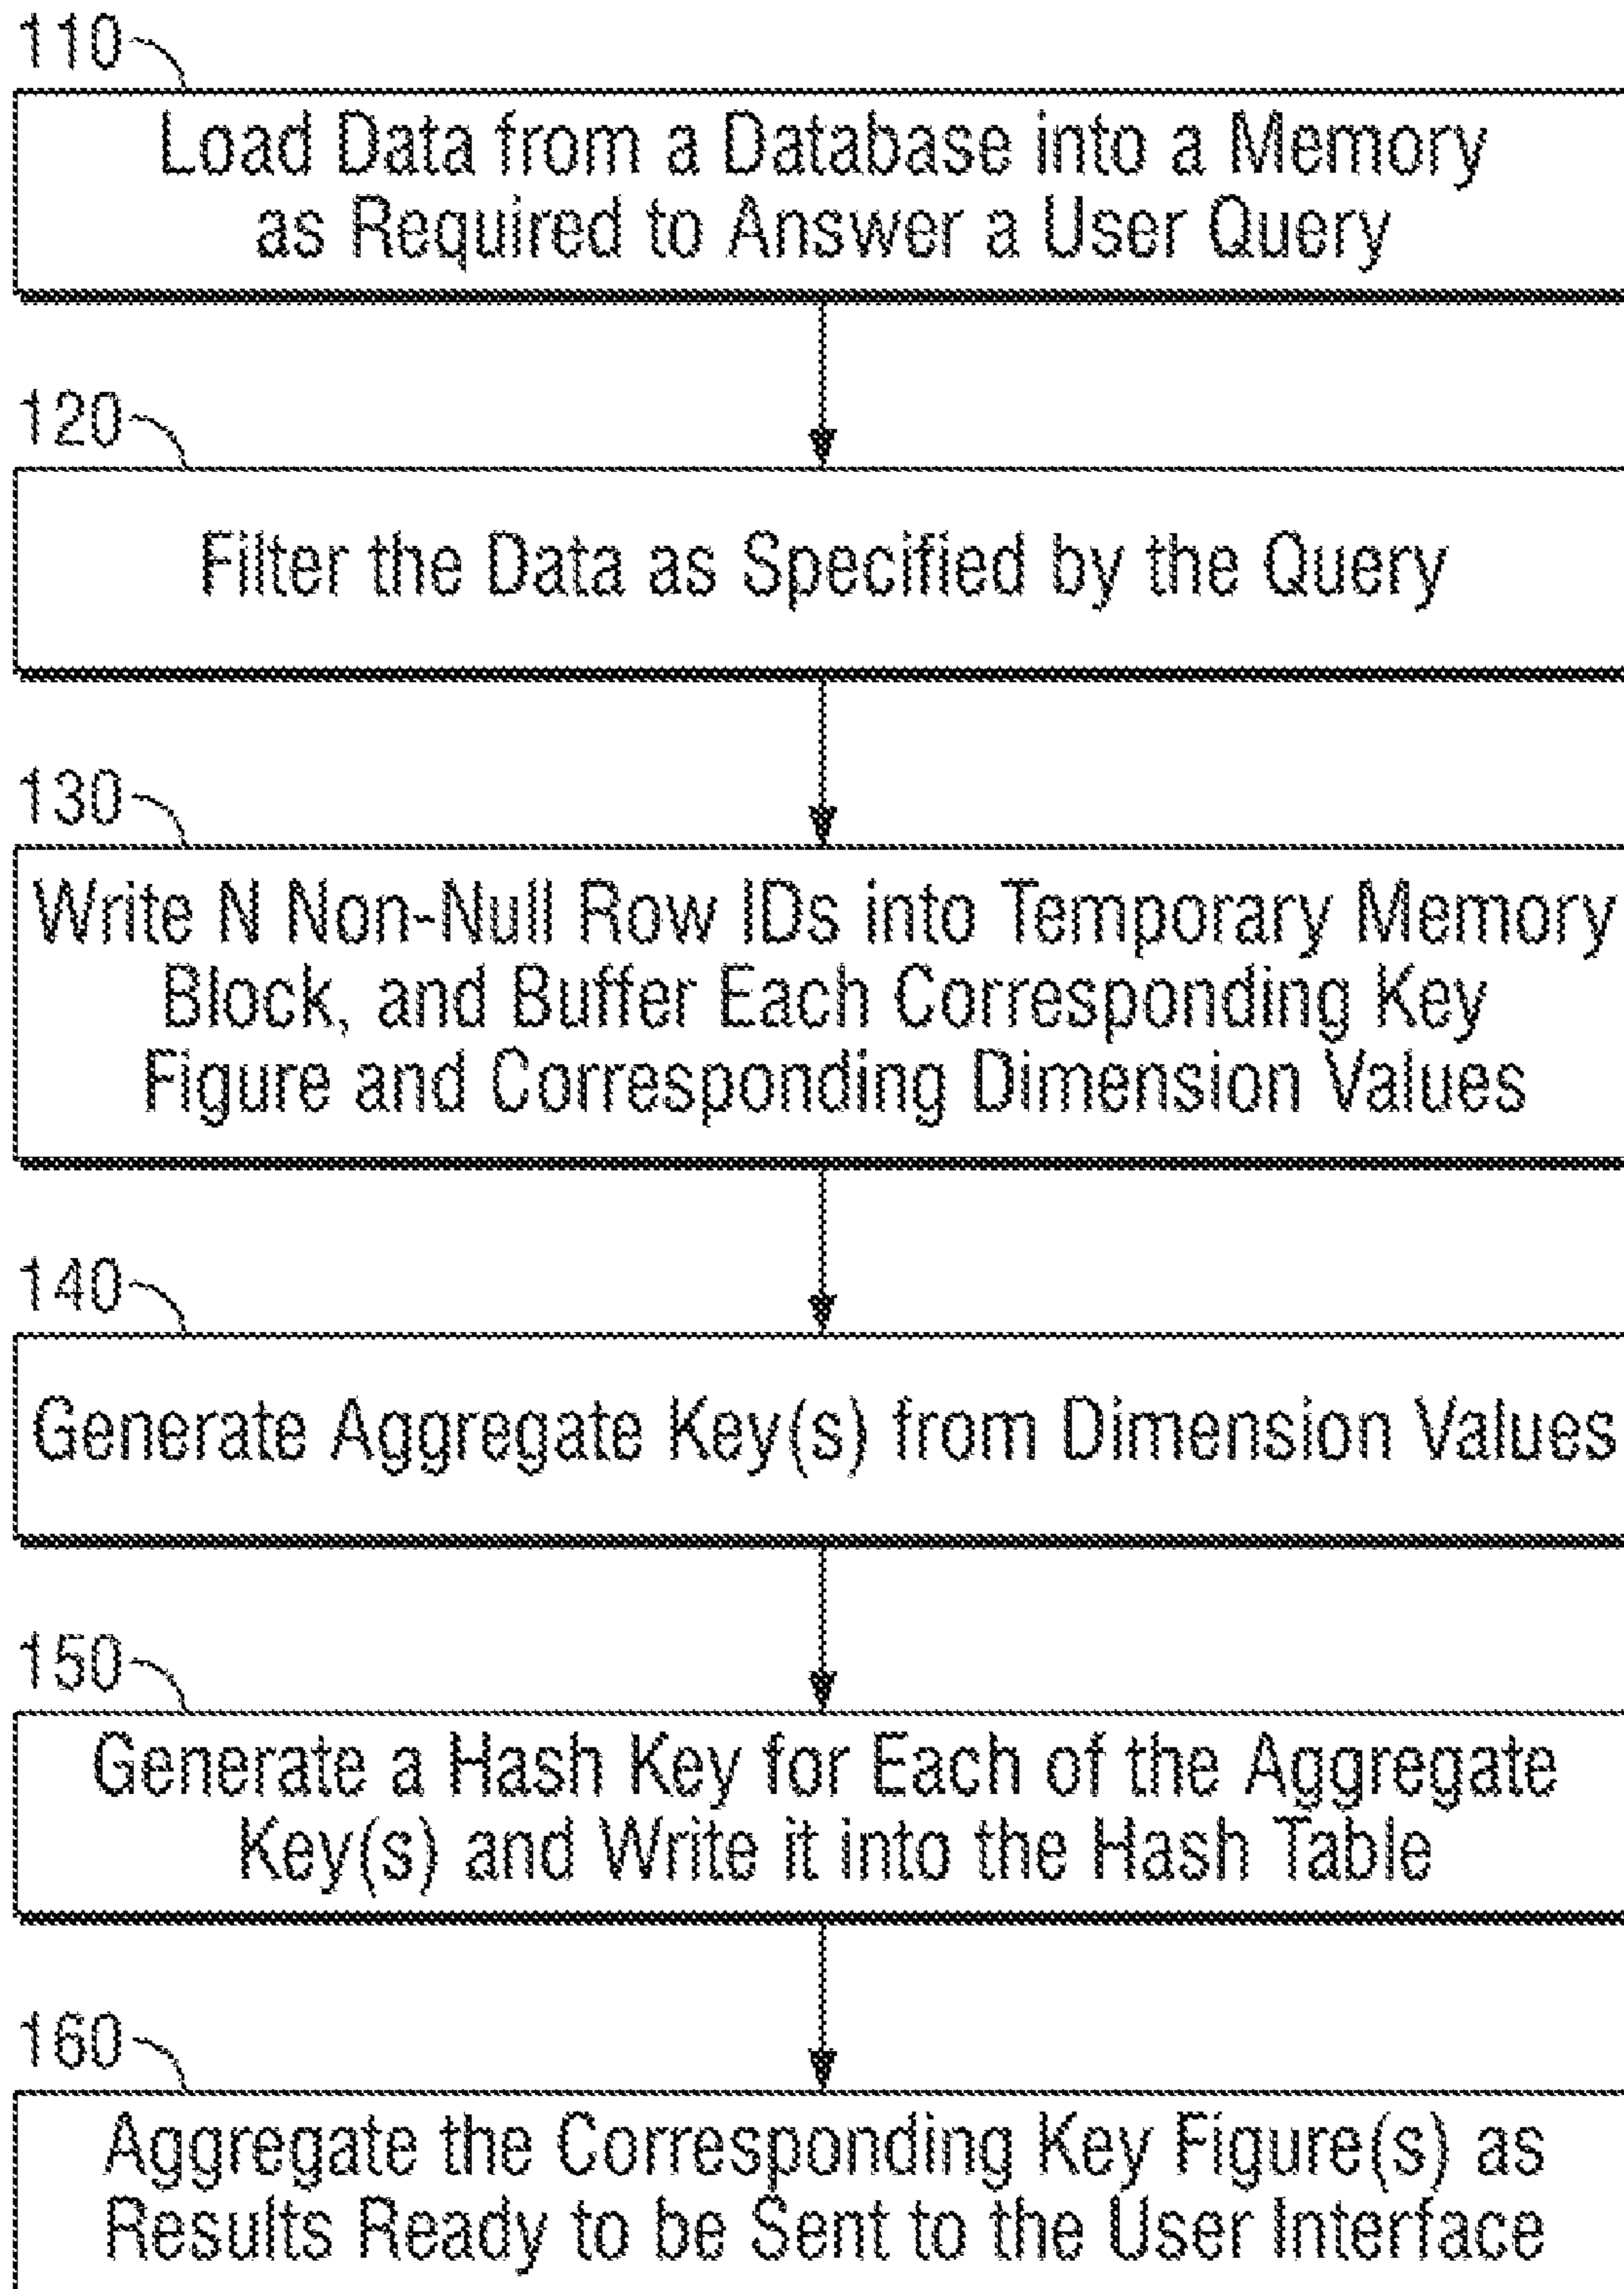 110
Load Data from a Database into a Memory
as Required to Answer a User Query
120
Filter the Data as Specified by the Query
130
Write N Non-Null Row IDs into Temporary Memory
Block, and Buffer Each Corresponding Key
Figure and Corresponding Dimension Values
140
Generate Aggregate Key(s) from Dimension Values
150
Generate a Hash Key for Each of the Aggregate
Key(s) and Write it into the Hash Table
160
Aggregate the Corresponding Key Figure(s) as
Results Ready to be Sent to the User Interface